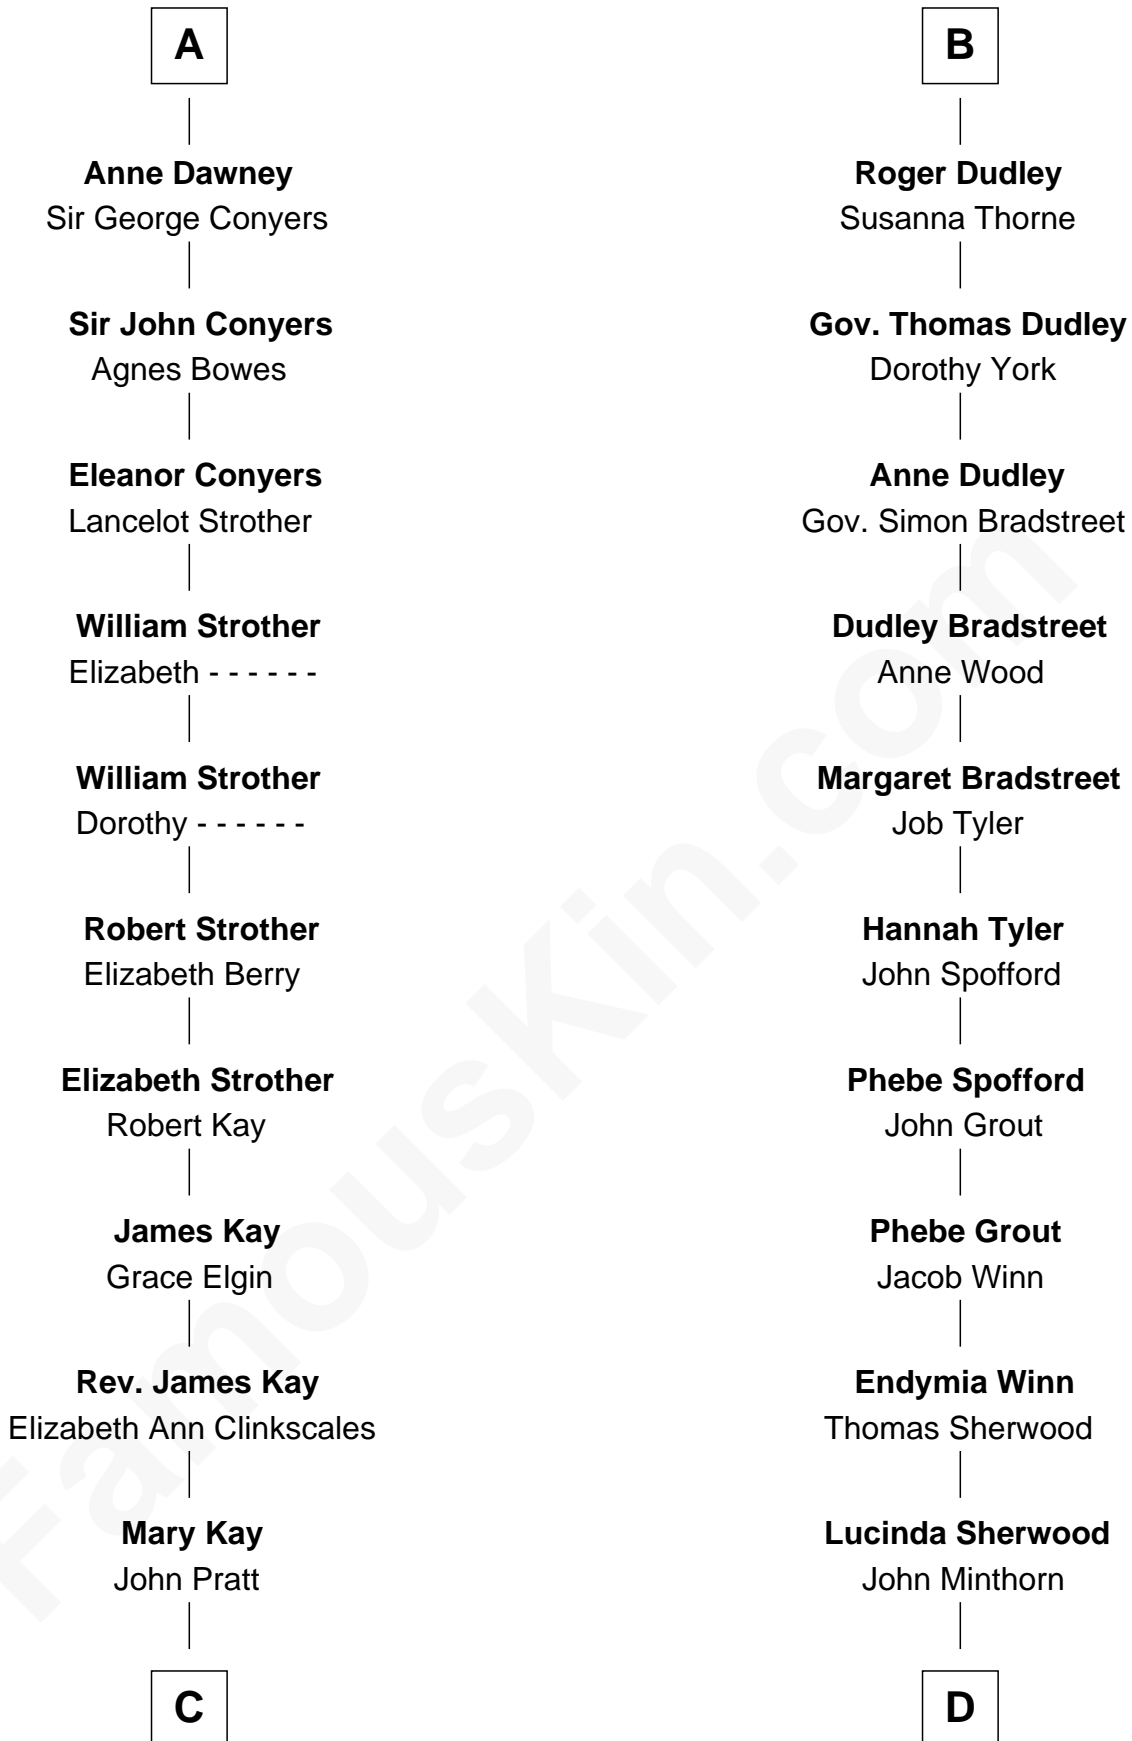 A
Anne Dawney
Sir George Conyers
Sir John Conyers
Agnes Bowes
Eleanor Conyers
Lancelot Strother
William Strother
Elizabeth - - - - - -
William Strother
Dorothy - - - - - -
Robert Strother
Elizabeth Berry
Elizabeth Strother
Robert Kay
James Kay
Grace Elgin
Rev. James Kay
Elizabeth Ann Clinkscales
Mary Kay
John Pratt
C
B
Roger Dudley
Susanna Thorne
Gov. Thomas Dudley
Dorothy York
Anne Dudley
Gov. Simon Bradstreet
Dudley Bradstreet
Anne Wood
Margaret Bradstreet
Job Tyler
Hannah Tyler
John Spofford
Phebe Spofford
John Grout
Phebe Grout
Jacob Winn
Endymia Winn
Thomas Sherwood
Lucinda Sherwood
John Minthorn
D
FamousKin.com